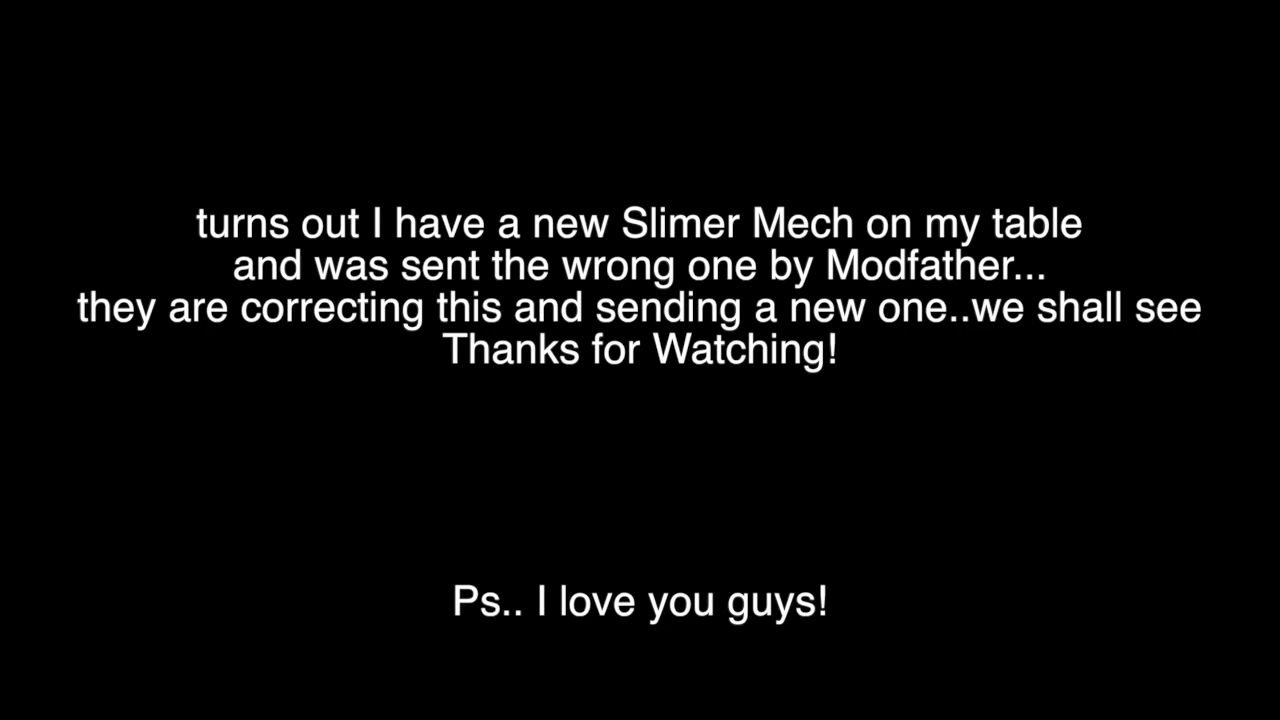 turns out I have a new Slimer Mech on my table
and was sent the wrong one by Modfather...
they are correcting this and sending a new one..we shall see
Thanks for Watching!
Ps.. I love you guys!